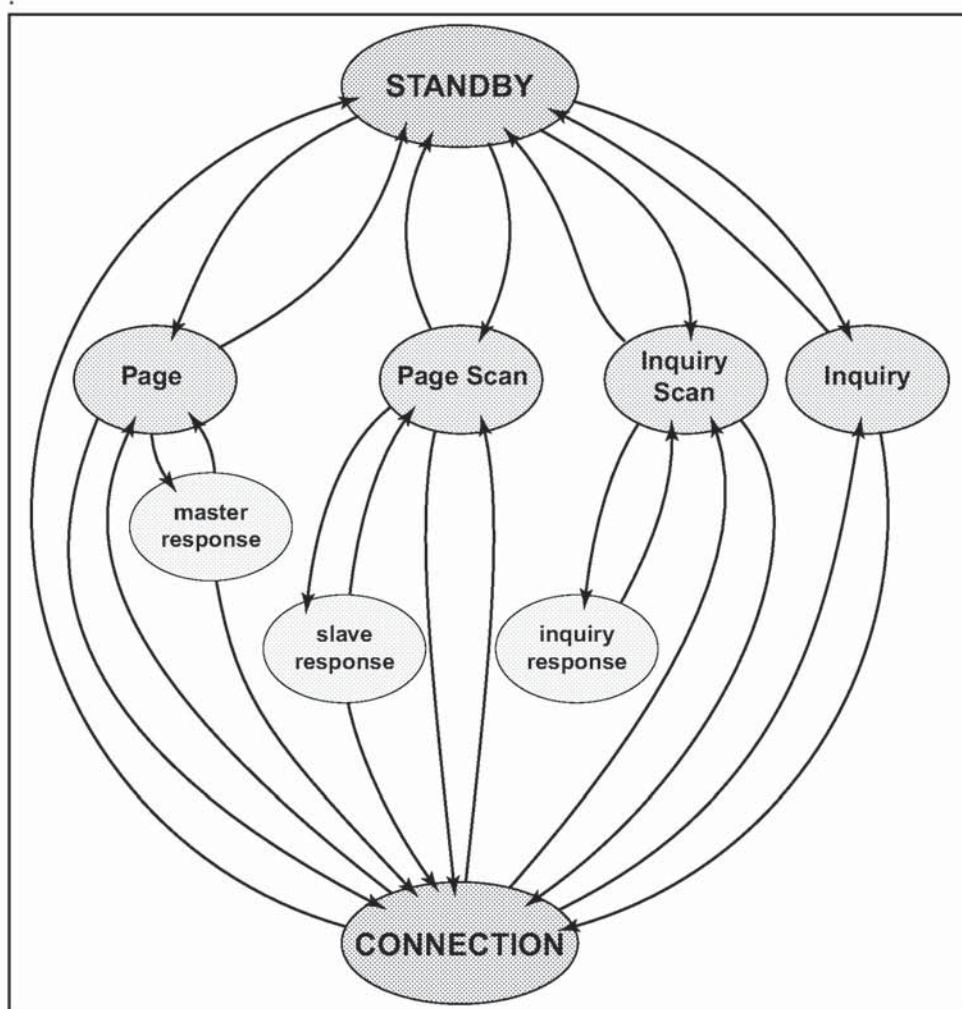 STANDBY
Page
Page Scan
Inquiry
Scan
Inquiry
master
response
slave
response
inquiry
response
CONNECTION